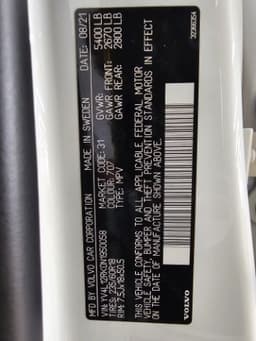 VOLVO CAR CORPORATION MADE IN SWEDEN DATE: 08/21
GVWR: 5400 LB
GAWR FRONT: 2670 LB
GAWR REAR: 2800 LB
MARKET CODE: 31
COLOUR: 707
TYPE: MPV
THIS VEHICLE CONFORMS TO ALL APPLICABLE FEDERAL MOTOR
VEHICLE SAFETY, BUMPER AND THEFT PREVENTION STANDARDS IN EFFECT
ON THE DATE OF MANUFACTURE SHOWN ABOVE.
VOLVO